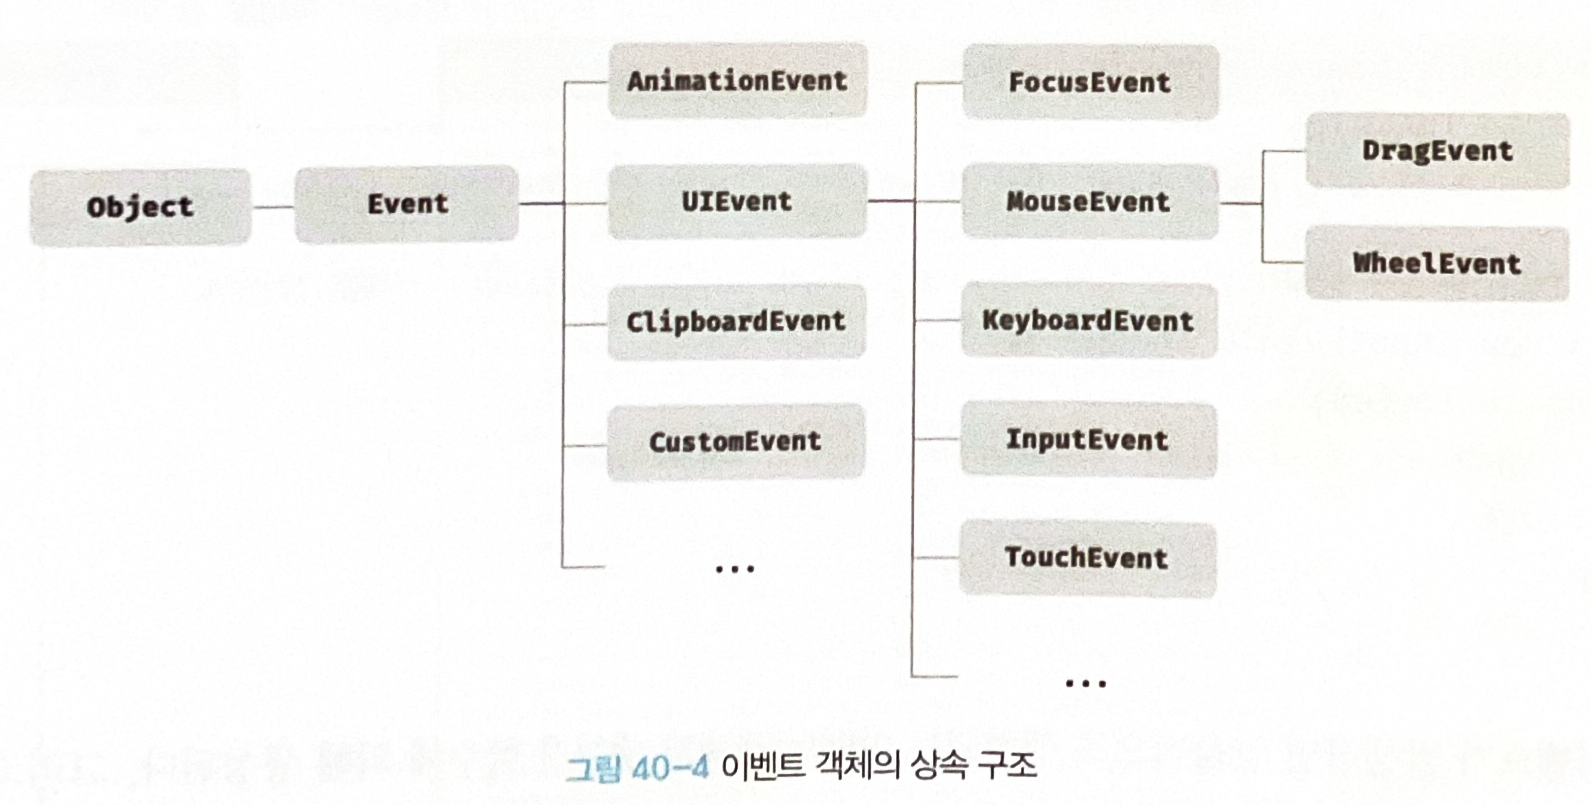 Object
Event
AnimationEvent
UIEvent
ClipboardEvent
CustomEvent
...
FocusEvent
MouseEvent
KeyboardEvent
InputEvent
TouchEvent
...
DragEvent
WheelEvent
그림 40-4 이벤트 객체의 상속 구조